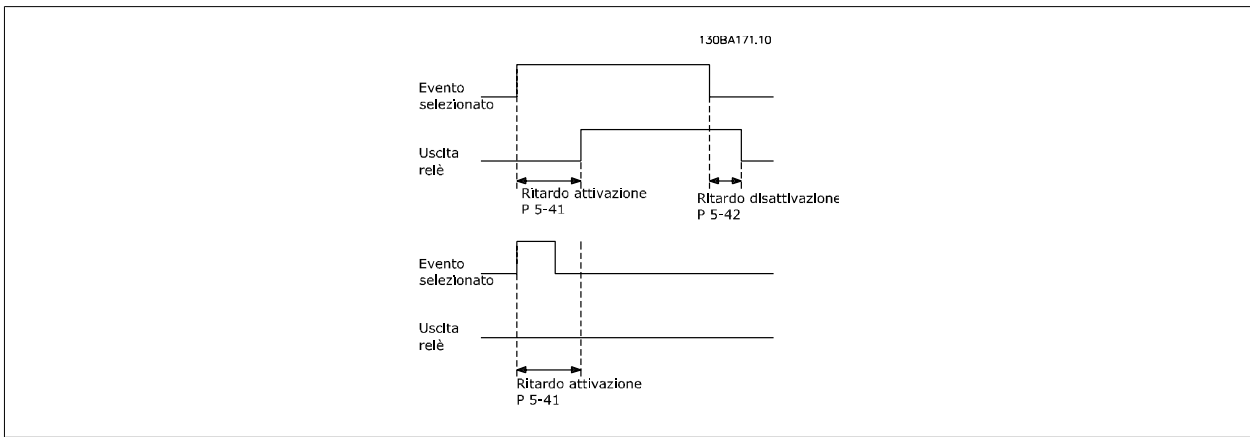 130BA171.10
Evento
selezionato
Uscita
relè
Ritardo attivazione
P 5-41
Ritardo disattivazione
P 5-42
Evento
selezionato
Uscita
relè
Ritardo attivazione
P 5-41